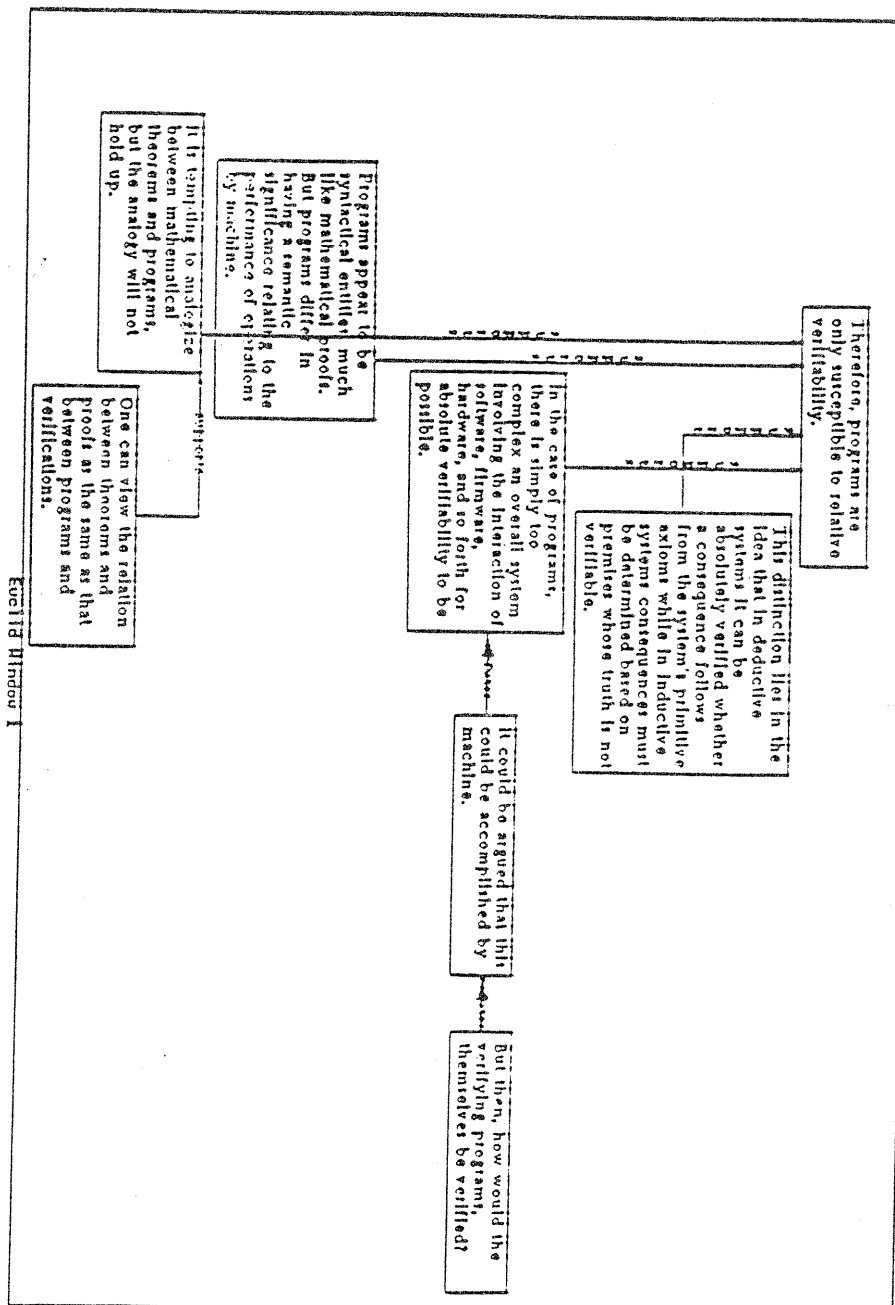 Therefore, programs are
only susceptible to relative
verifiability.
supports
supports
supports
supports
This distinction lies in the
idea that in deductive
systems it can be
absolutely verified whether
a consequence follows
from the system's primitive
axioms while in inductive
systems consequences must
be determined based on
premises whose truth is not
verifiable.
In the case of programs,
there is simply too
complex an overall system
involving the interaction of
software, firmware,
hardware, and so forth for
absolute verifiability to be
possible.
It could be argued that this
could be accomplished by
machine.
But then, how would the
verifying programs,
themselves be verified?
Programs appear to be
syntactical entities much
like mathematical proofs.
But programs differ in
having a semantic
significance relating to the
performance of operations
by machine.
It is tempting to analogize
between mathematical
theorems and programs,
but the analogy will not
hold up.
supports
One can view the relation
between theorems and
proofs as the same as that
between programs and
verifications.
Euclid Window 1